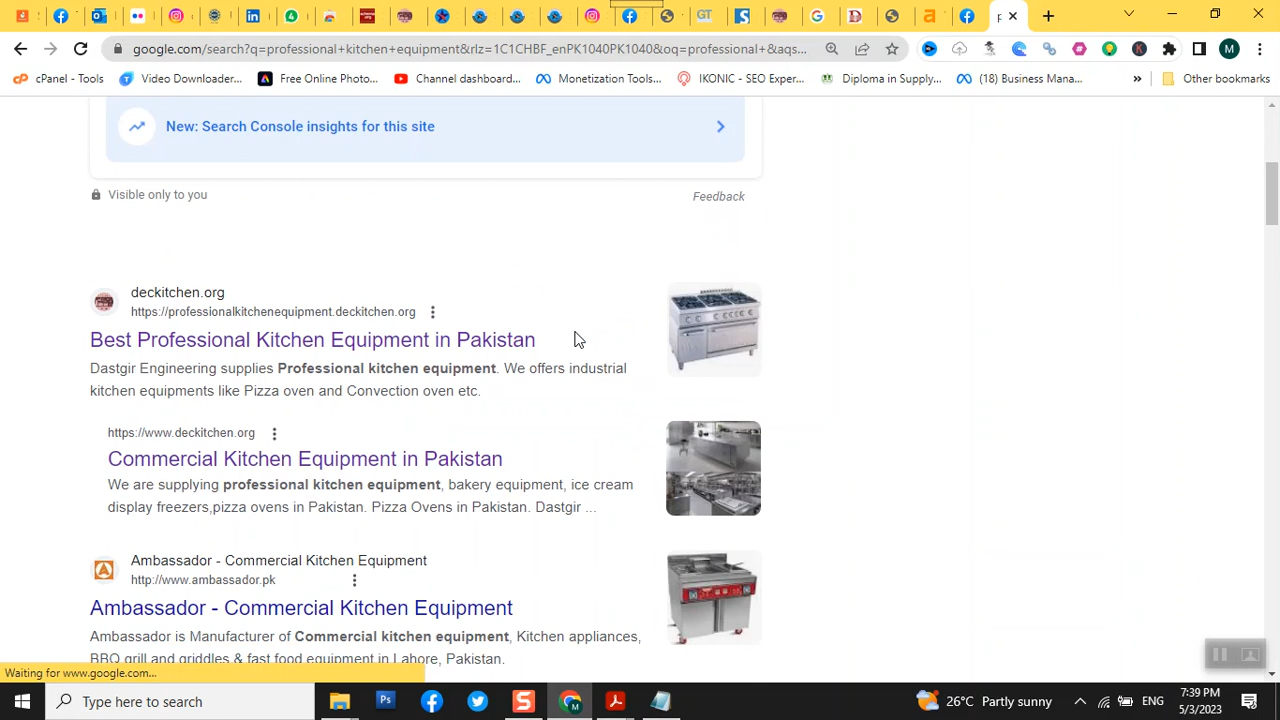 google.com/search?q=professional+kitchen+equipment&rlz=1C1CHBF_enPK1040PK1040&oq=professional+&aqs...
M
cPanel - Tools
Video Downloader...
Free Online Photo...
Channel dashboard...
Monetization Tools...
IKONIC - SEO Exper...
Diploma in Supply,...
(18) Business Mana...
»
Other bookmarks
New: Search Console insights for this site
Visible only to you
Feedback
deckitchen.org
https://professionalkitchenequipment.deckitchen.org
Best Professional Kitchen Equipment in Pakistan
Dastgir Engineering supplies Professional kitchen equipment. We offers industrial
kitchen equipments like Pizza oven and Convection oven etc.
https://www.deckitchen.org
Commercial Kitchen Equipment in Pakistan
We are supplying professional kitchen equipment, bakery equipment, ice cream
display freezers,pizza ovens in Pakistan. Pizza Ovens in Pakistan. Dastgir ...
Ambassador - Commercial Kitchen Equipment
http://www.ambassador.pk
Ambassador - Commercial Kitchen Equipment
Ambassador is Manufacturer of Commercial kitchen equipment, Kitchen appliances,
BBQ grill and griddles & fast food equipment in Lahore, Pakistan.
Waiting for www.google.com...
Type here to search
26°C Partly sunny
ENG
7:39 PM
5/3/2023